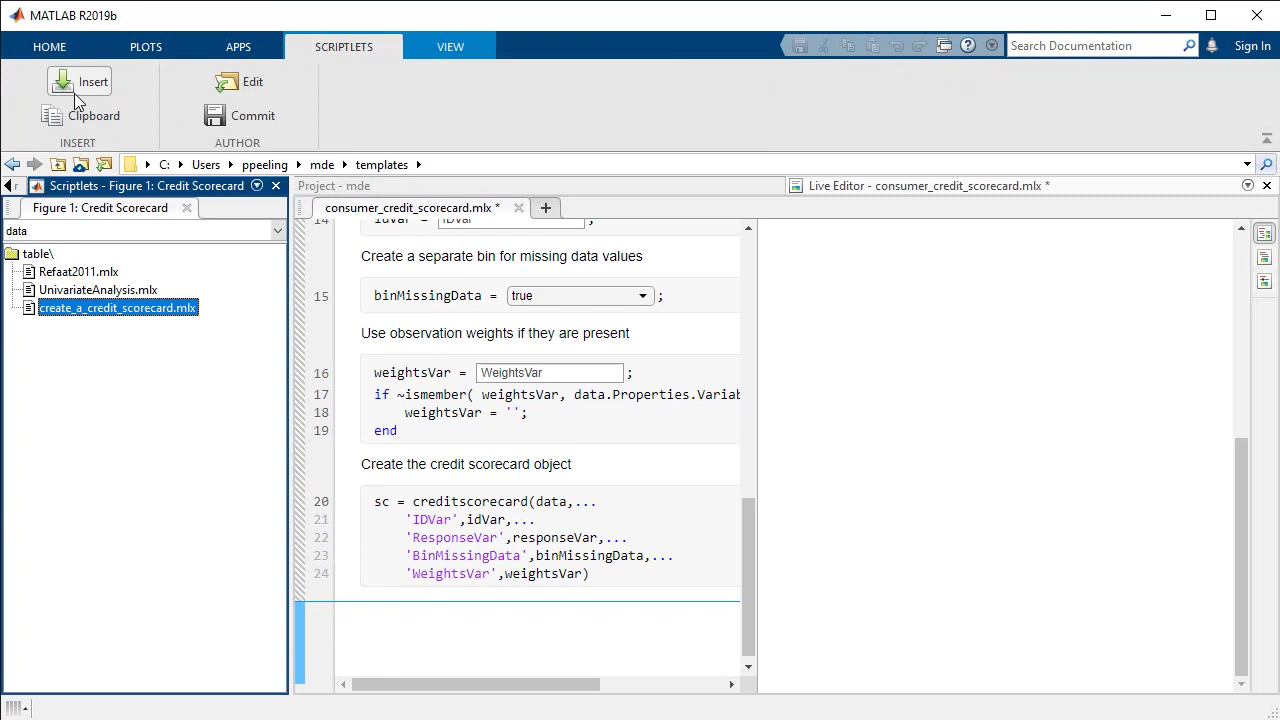 MATLAB R2019b
HOME
PLOTS
APPS
SCRIPTLETS
VIEW
Search Documentation
Sign In
Insert
Clipboard
INSERT
Edit
Commit
AUTHOR
C:
Users
ppeeling
mde
templates
r
Scriptlets - Figure 1: Credit Scorecard
Project - mde
Live Editor - consumer_credit_scorecard.mlx *
Figure 1: Credit Scorecard
consumer_credit_scorecard.mlx *
data
table\
Refaat2011.mlx
UnivariateAnalysis.mlx
create_a_credit_scorecard.mlx
14 idVar = IDVar ;
Create a separate bin for missing data values
15 binMissingData = true ;
Use observation weights if they are present
16 weightsVar = WeightsVar ;
17 if ~ismember( weightsVar, data.Properties.Variab
18 weightsVar = '';
19 end
Create the credit scorecard object
20 sc = creditscorecard(data,...
21 'IDVar',idVar,...
22 'ResponseVar',responseVar,...
23 'BinMissingData',binMissingData,...
24 'WeightsVar',weightsVar)